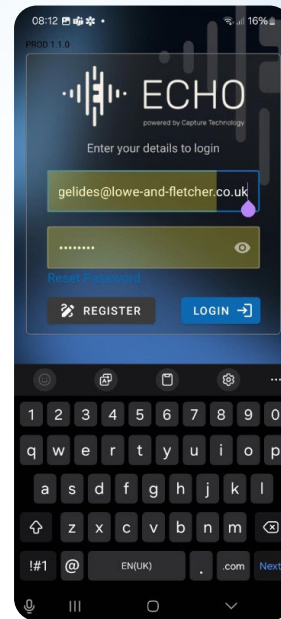 08:12 16%
PROD 1.1.0
ECHO
powered by Capture Technology
Enter your details to login
gelides@lowe-and-fletcher.co.uk
••••••••
Reset Password
REGISTER
LOGIN
1 2 3 4 5 6 7 8 9 0
q w e r t y u i o p
a s d f g h j k l
z x c v b n m
!#1 @ EN(UK) . .com Next